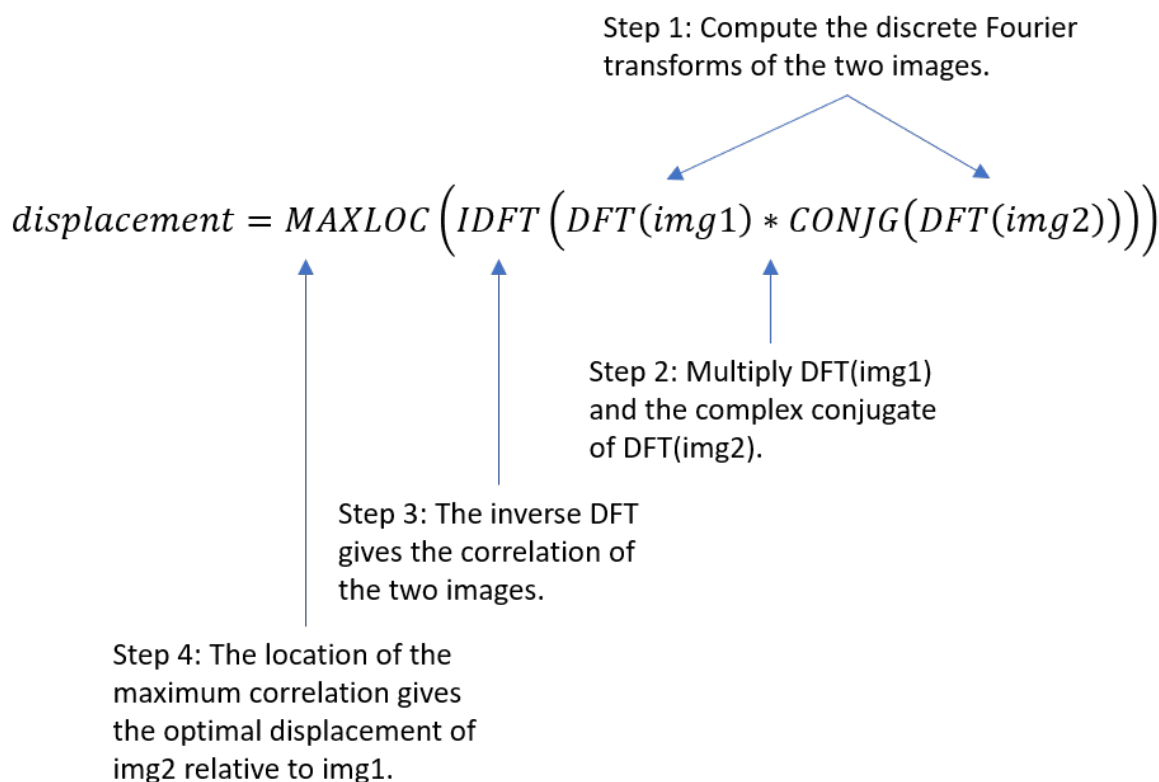 Step 1: Compute the discrete Fourier
transforms of the two images.
displacement = MAXLOC(IDFT(DFT(img1) * CONJG(DFT(img2))))
Step 2: Multiply DFT(img1)
and the complex conjugate
of DFT(img2).
Step 3: The inverse DFT
gives the correlation of
the two images.
Step 4: The location of the
maximum correlation gives
the optimal displacement of
img2 relative to img1.